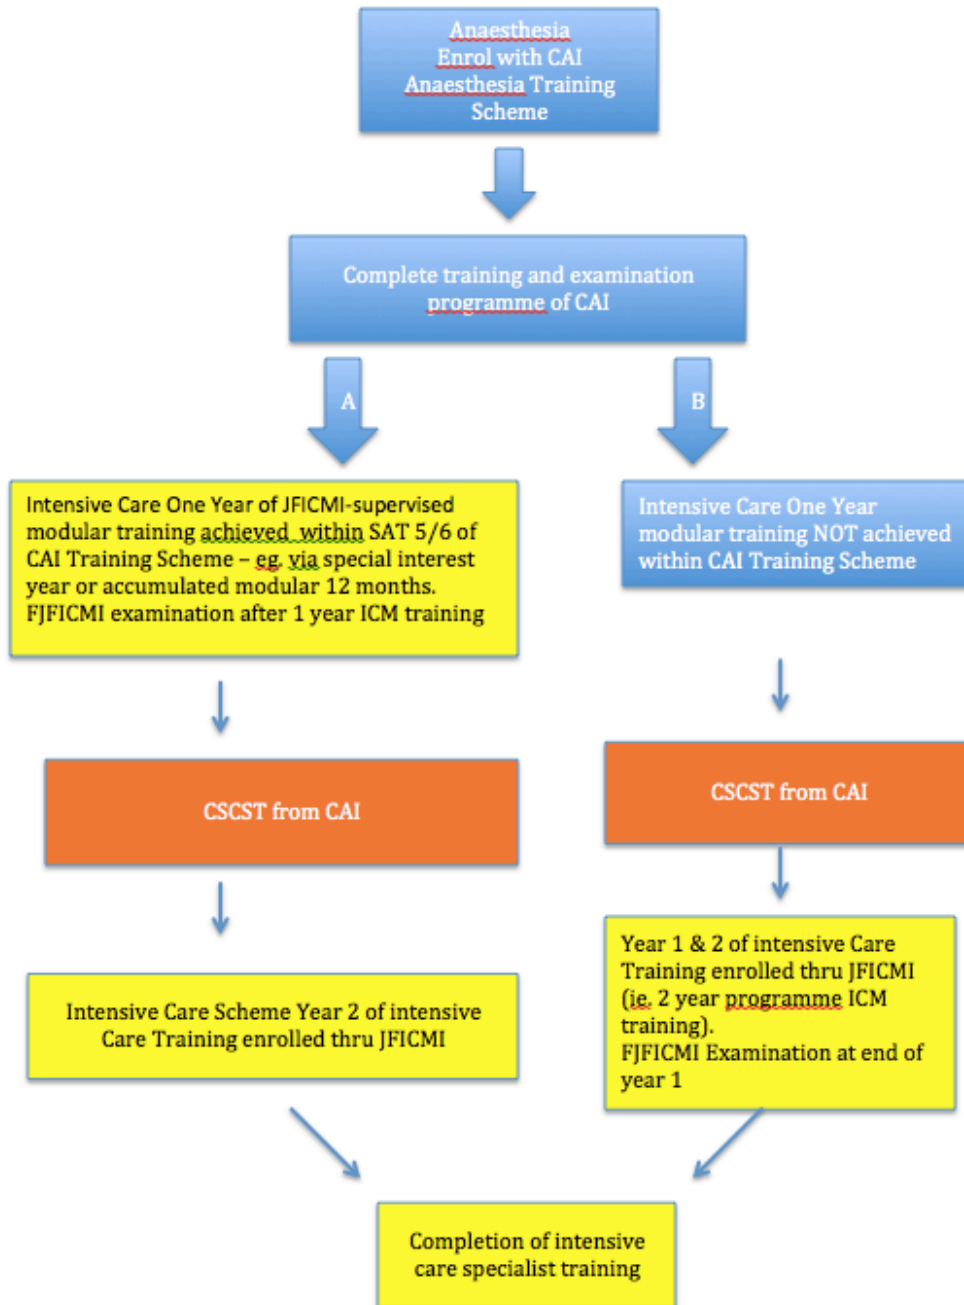 Anaesthesia
Enrol with CAI
Anaesthesia Training
Scheme
Complete training and examination
programme of CAI
A
B
Intensive Care One Year of JFICMI-supervised
modular training achieved within SAT 5/6 of
CAI Training Scheme – eg. via special interest
year or accumulated modular 12 months.
FJFICMI examination after 1 year ICM training
Intensive Care One Year
modular training NOT achieved
within CAI Training Scheme
CSCST from CAI
CSCST from CAI
Intensive Care Scheme Year 2 of intensive
Care Training enrolled thru JFICMI
Year 1 & 2 of intensive Care
Training enrolled thru JFICMI
(ie. 2 year programme ICM
training).
FJFICMI Examination at end of
year 1
Completion of intensive
care specialist training